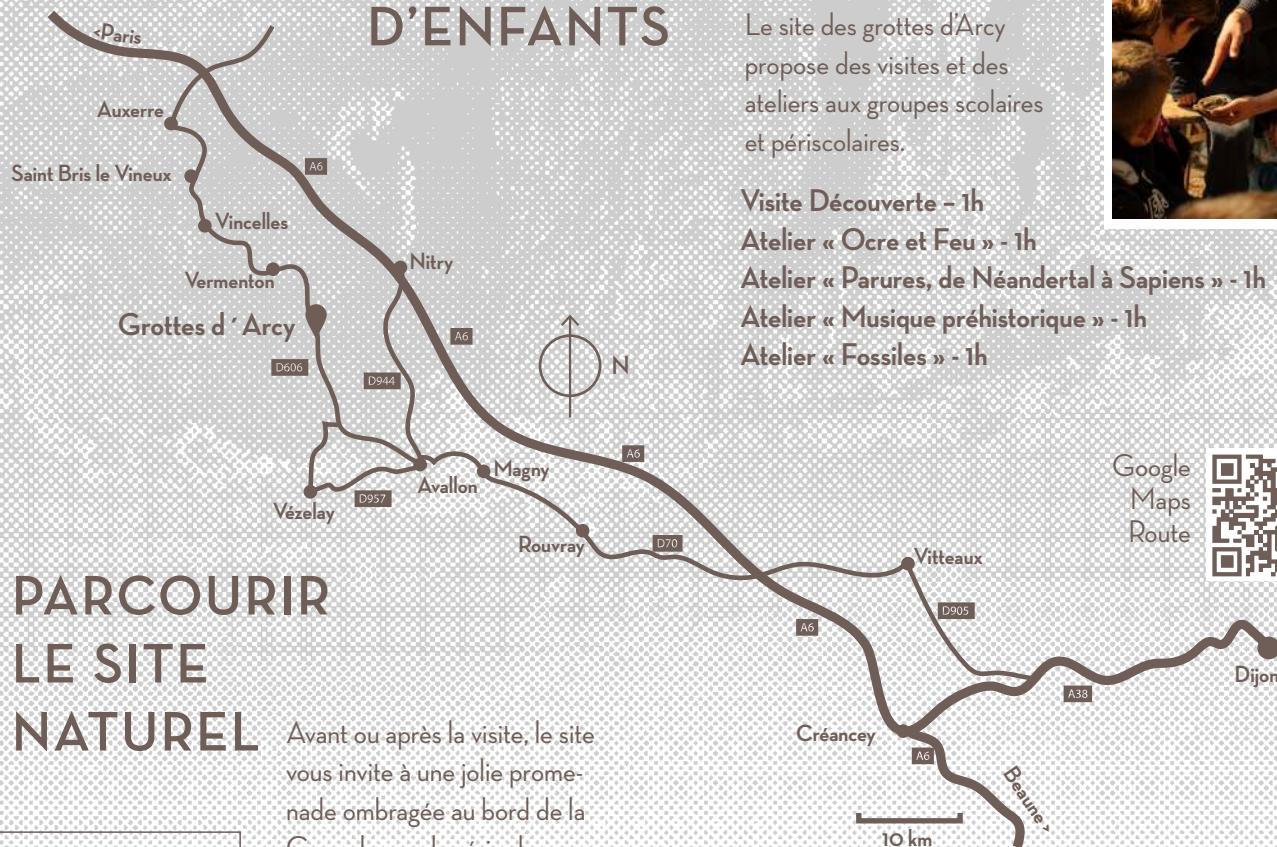 D'ENFANTS
Le site des grottes d'Arcy
propose des visites et des
ateliers aux groupes scolaires
et périscolaires.
Visite Découverte – 1h
Atelier « Ocre et Feu » - 1h
Atelier « Parures, de Néandertal à Sapiens » - 1h
Atelier « Musique préhistorique » - 1h
Atelier « Fossiles » - 1h
<Paris
Auxerre
Saint Bris le Vineux
A6
Vincelles
Vermenton
Nitry
Grottes d ´ Arcy
A6
D606
D944
N
A6
Magny
Avallon
D957
Vézelay
Rouvray
D70
Vitteaux
D905
A6
Dijon
A38
Créancey
A6
Beaune >
10 km
Google
Maps
Route
PARCOURIR
LE SITE
NATUREL
Avant ou après la visite, le site
vous invite à une jolie prome-
nade ombragée au bord de la